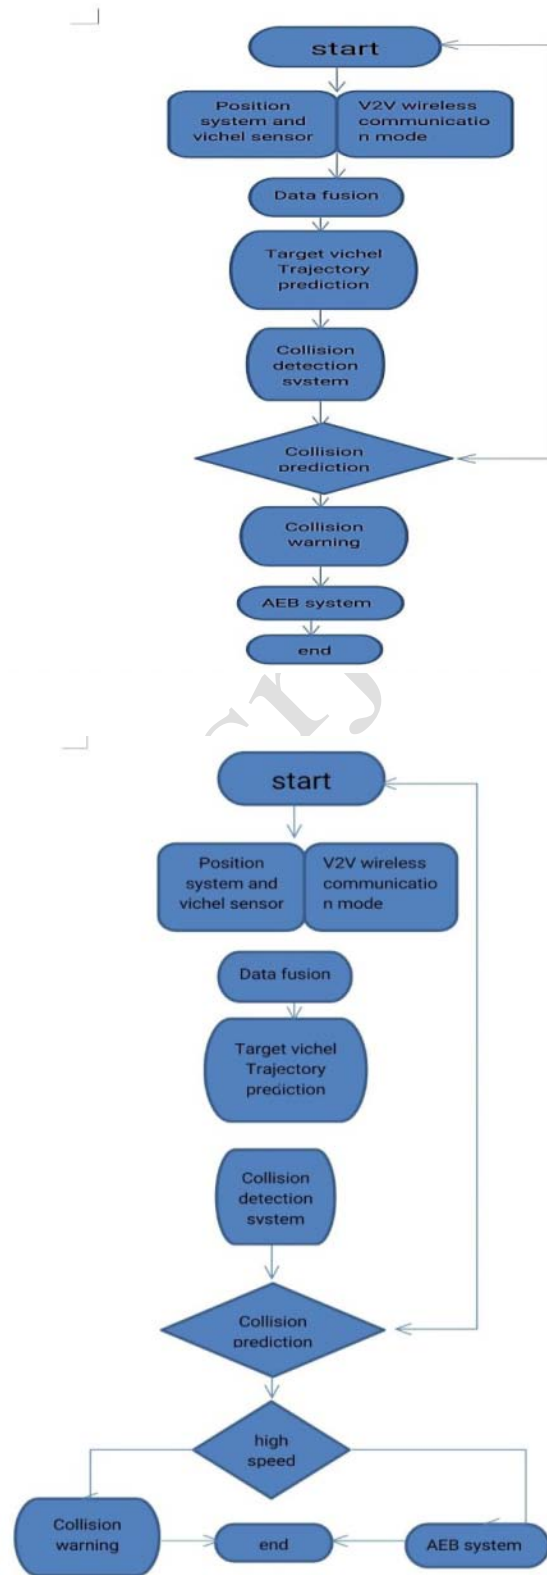 start
Position
system and
vichel sensor
V2V wireless
communicatio
n mode
Data fusion
Target vichel
Trajectory
prediction
Collision
detection
system
Collision
prediction
Collision
warning
AEB system
end
start
Position
system and
vichel sensor
V2V wireless
communicatio
n mode
Data fusion
Target vichel
Trajectory
prediction
Collision
detection
system
Collision
prediction
high
speed
Collision
warning
end
AEB system